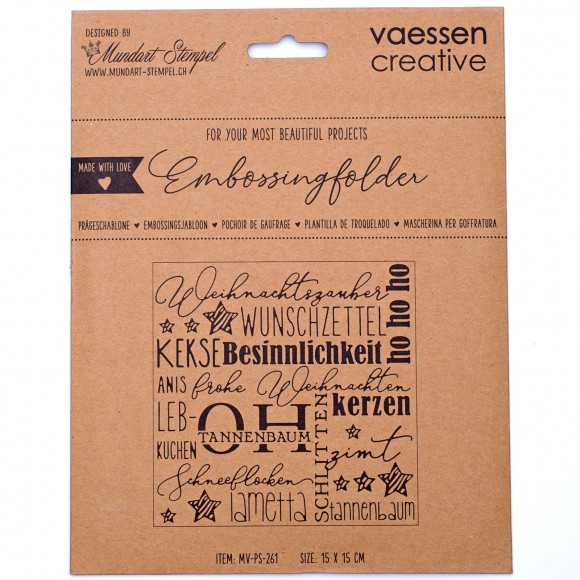 DESIGNED BY
Mundart Stempel
WWW.MUNDART-STEMPEL.CH
vaessen
creative
FOR YOUR MOST BEAUTIFUL PROJECTS
MADE WITH LOVE
Embossingfolder
PRÄGESCHABLONE ♥ EMBOSSINGSJABLOON ♥ POCHOIR DE GAUFRAGE ♥ PLANTILLA DE TROQUELADO ♥ MASCHERINA PER GOFFRATURA
Weihnachtszauber
ho ho ho
WUNSCHZETTEL
KEKSE Besinnlichkeit
ANIS frohe Weihnachten
LEB-
KUCHEN
OH
TANNENBAUM
SCHLITTEN
kerzen
zimt
Schneeflocken
lametta
tannenbaum
ITEM: MV-PS-261 SIZE: 15 X 15 CM